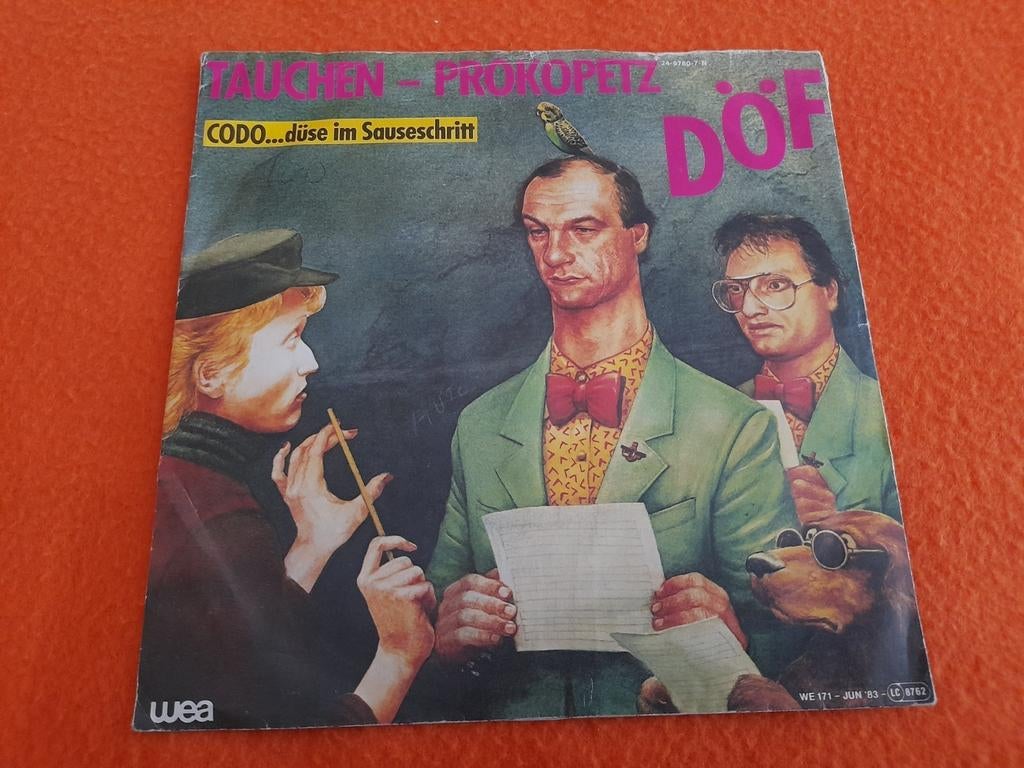 TAUCHEN – PROKOPETZ
24-9780-7 N
DÖF
CODO...düse im Sauseschritt
wea
WE 171 – JUN '83 – LC 8762